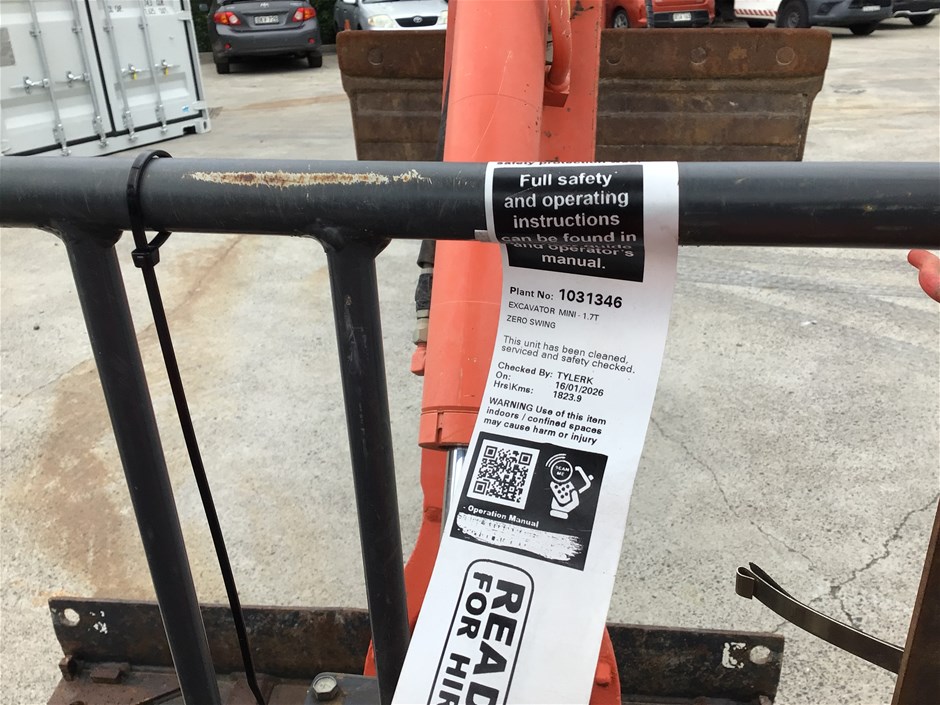 Full safety
and operating
instructions
can be found in
and operator's
manual.
Plant No: 1031346
EXCAVATOR MINI - 1.7T
ZERO SWING
This unit has been cleaned,
serviced and safety checked.
Checked By: TYLERK
On: 16/01/2026
Hrs\Kms: 1823.9
WARNING Use of this item
indoors / confined spaces
may cause harm or injury
SCAN
ME
Operation Manual
READ
FOR HIR